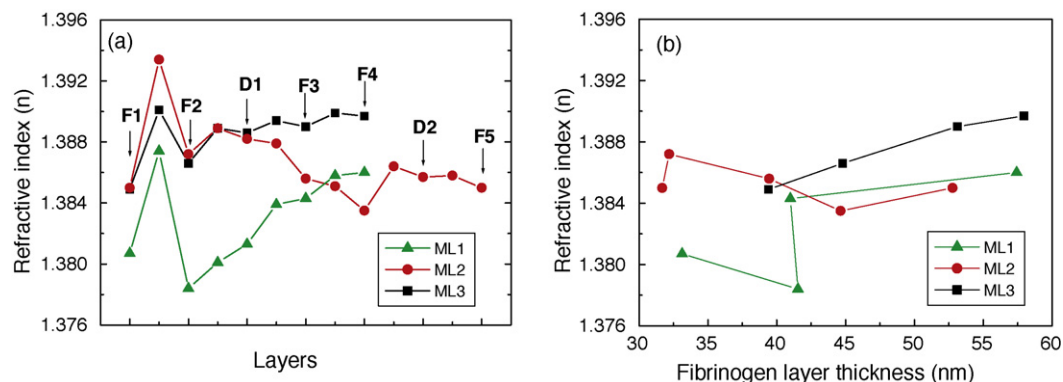 (a)
Refractive index (n)
1.396
1.392
1.388
1.384
1.380
1.376
F1
F2
D1
F3
F4
D2
F5
ML1
ML2
ML3
Layers
(b)
Refractive index (n)
1.396
1.392
1.388
1.384
1.380
1.376
ML1
ML2
ML3
30 35 40 45 50 55 60
Fibrinogen layer thickness (nm)